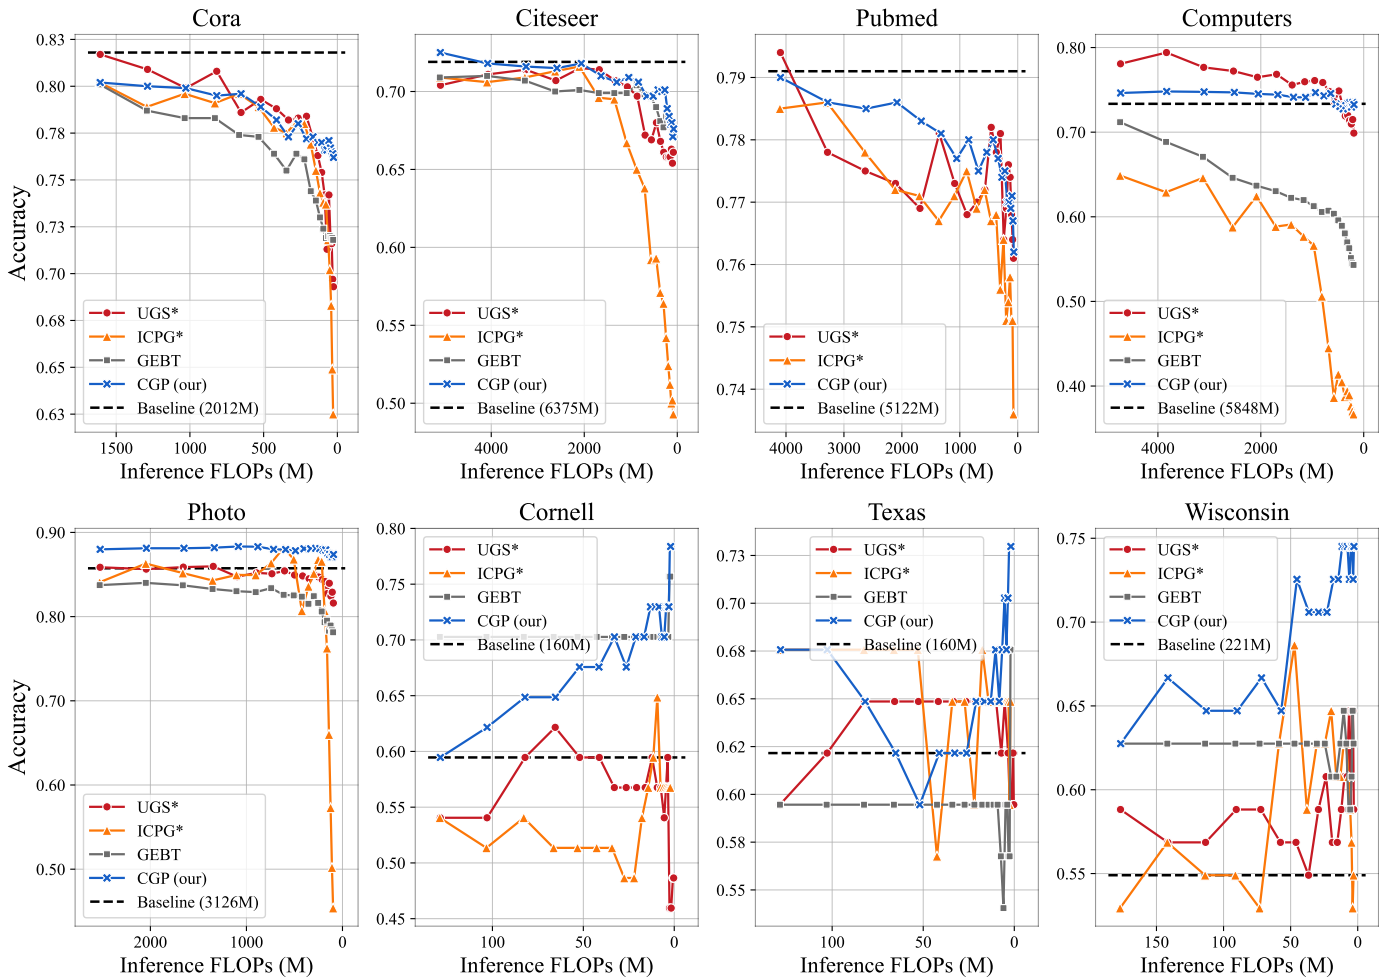 Cora
Accuracy
0.83
0.80
0.78
0.75
0.73
0.70
0.68
0.65
0.63
UGS*
ICPG*
GEBT
CGP (our)
Baseline (2012M)
1500 1000 500 0
Inference FLOPs (M)
Citeseer
0.70
0.65
0.60
0.55
0.50
UGS*
ICPG*
GEBT
CGP (our)
Baseline (6375M)
4000 2000 0
Inference FLOPs (M)
Pubmed
0.79
0.78
0.77
0.76
0.75
0.74
UGS*
ICPG*
CGP (our)
Baseline (5122M)
4000 3000 2000 1000 0
Inference FLOPs (M)
Computers
0.80
0.70
0.60
0.50
0.40
UGS*
ICPG*
GEBT
CGP (our)
Baseline (5848M)
4000 2000 0
Inference FLOPs (M)
Photo
Accuracy
0.90
0.80
0.70
0.60
0.50
UGS*
ICPG*
GEBT
CGP (our)
Baseline (3126M)
2000 1000 0
Inference FLOPs (M)
Cornell
0.80
0.75
0.70
0.65
0.60
0.55
0.50
0.45
UGS*
ICPG*
GEBT
CGP (our)
Baseline (160M)
100 50 0
Inference FLOPs (M)
Texas
0.73
0.70
0.68
0.65
0.62
0.60
0.58
0.55
UGS*
ICPG*
GEBT
CGP (our)
Baseline (160M)
100 50 0
Inference FLOPs (M)
Wisconsin
0.75
0.70
0.65
0.60
0.55
UGS*
ICPG*
GEBT
CGP (our)
Baseline (221M)
150 100 50 0
Inference FLOPs (M)